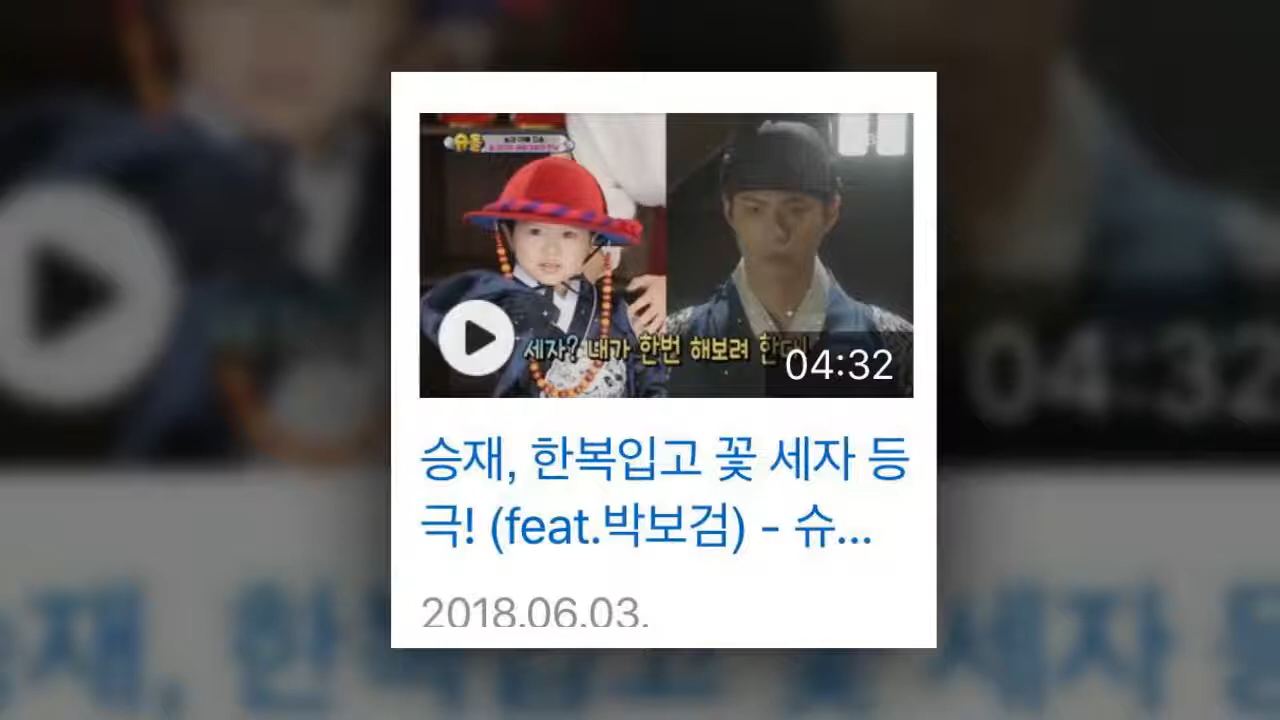 슈돌
세자? 내가 한번 해보려 한다!
04:32
승재, 한복입고 꽃 세자 등
극! (feat.박보검) - 슈...
2018.06.03.